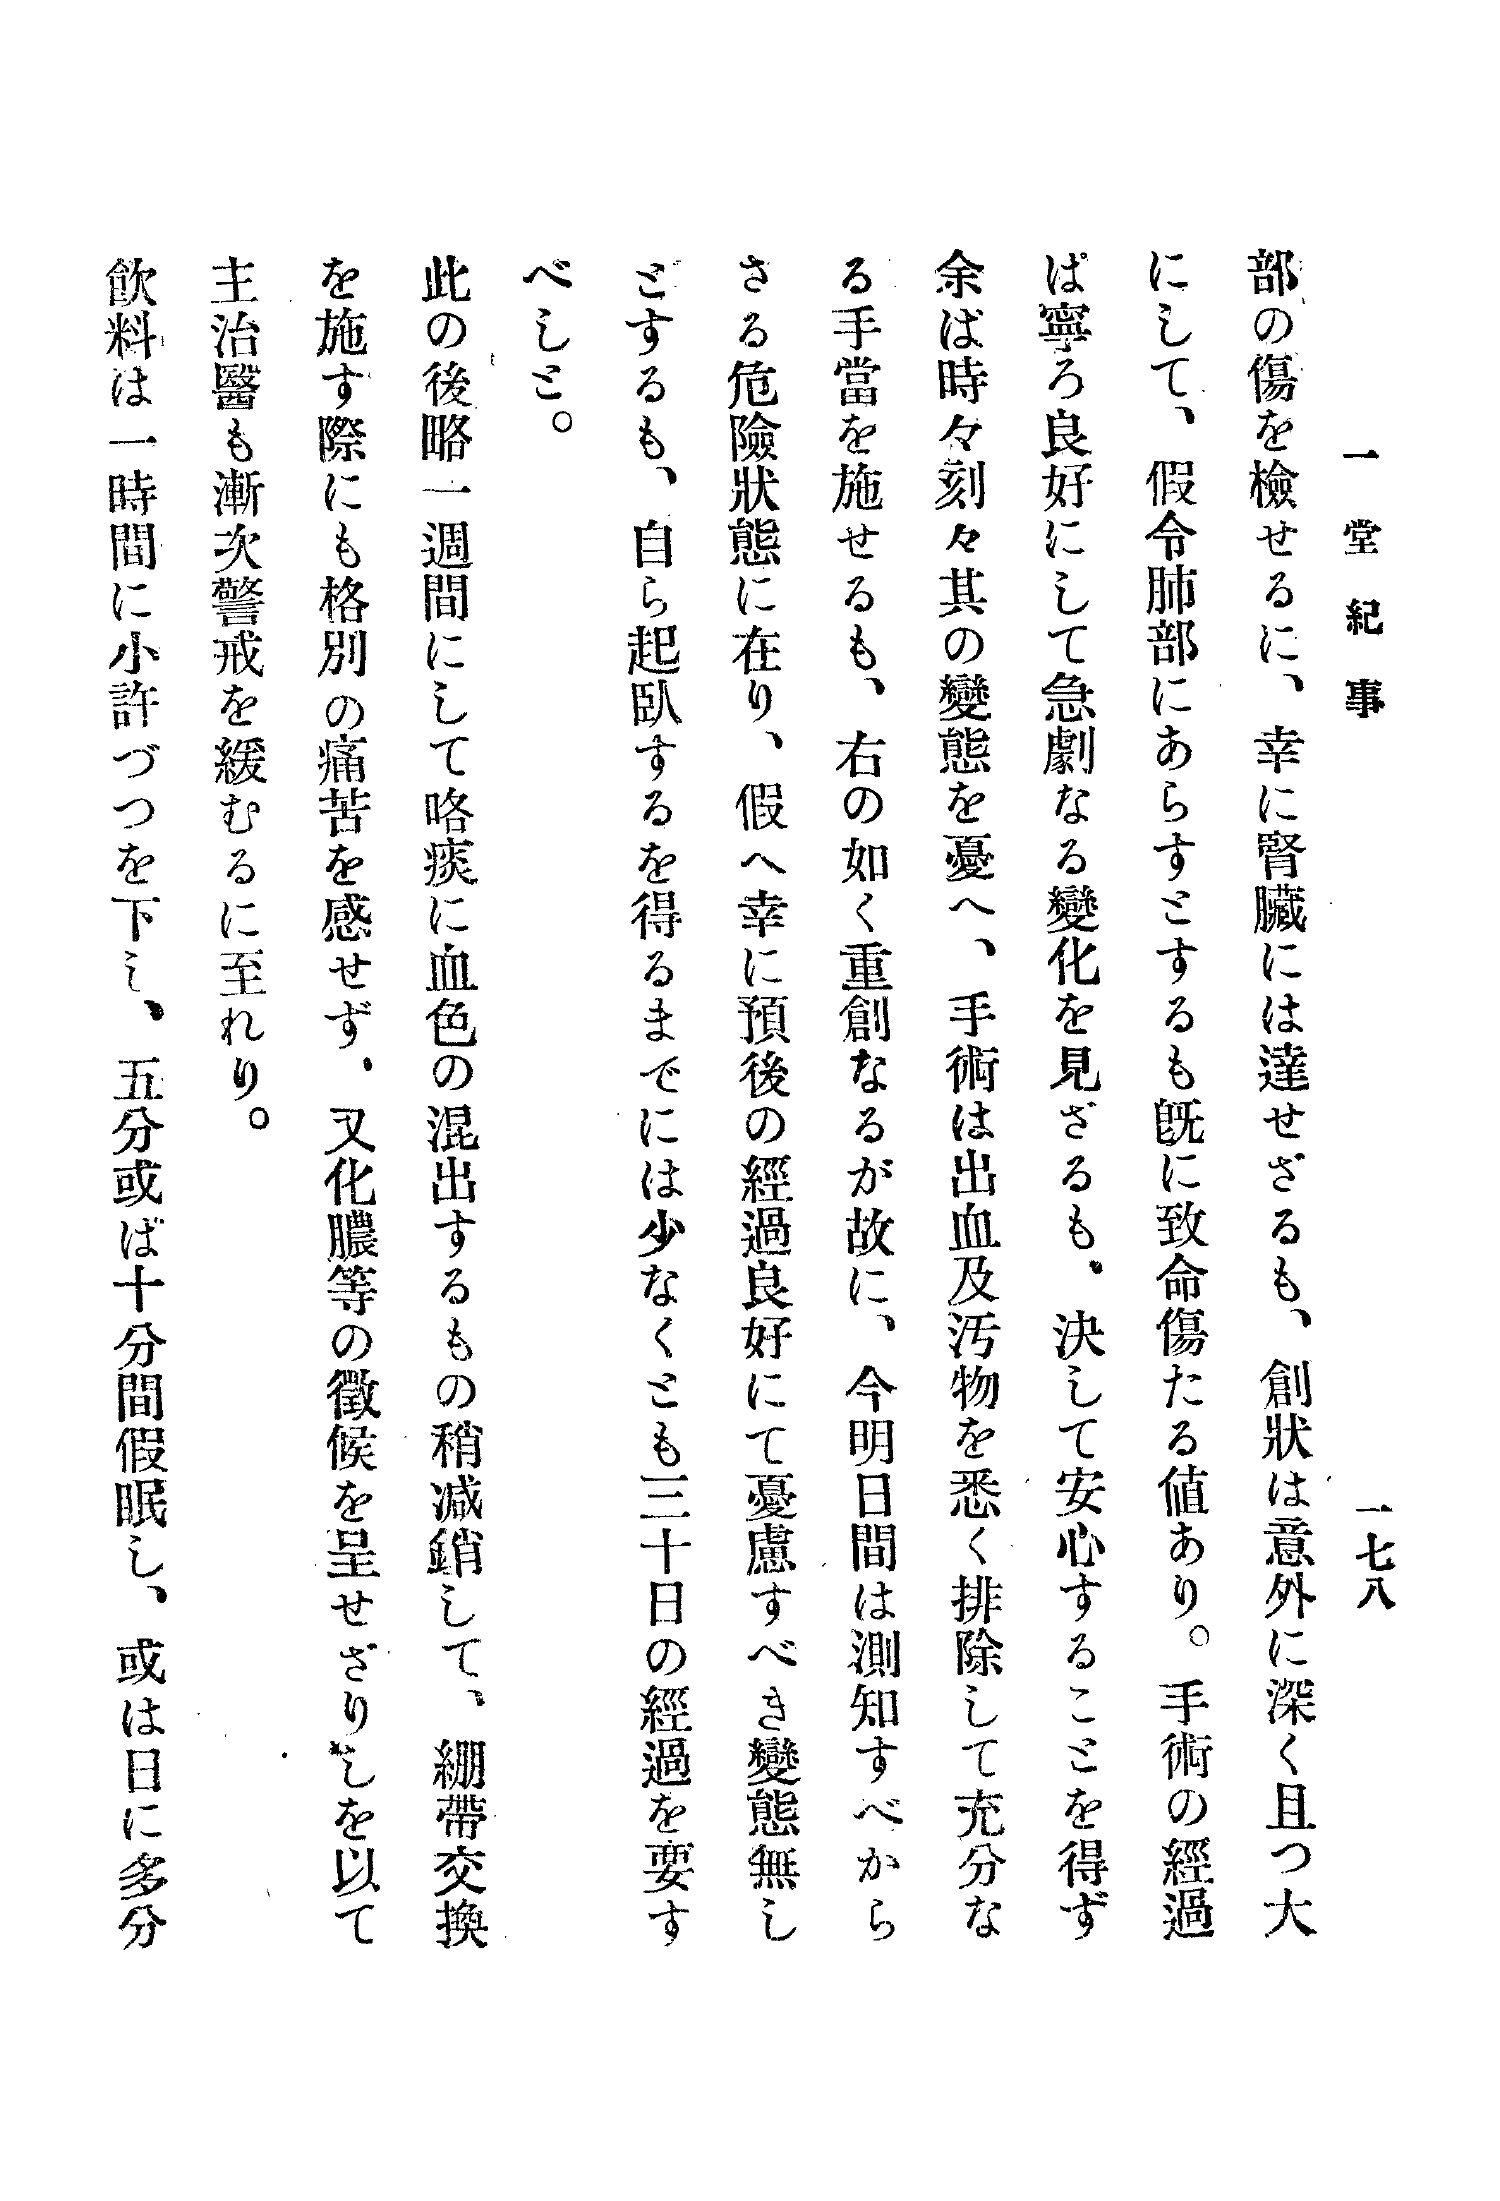 一堂紀事
一七八
部の傷を檢せるに、幸に腎臟には達せざるも、創狀は意外に深く且つ大
にして、假令肺部にあらすとするも旣に致命傷たる値あり。手術の經過
ば寧ろ良好にして急劇なる變化を見ざるも、決して安心することを得ず
余ば時々刻々其の變態を憂へ、手術は出血及汚物を悉く排除して充分な
る手當を施せるも、右の如く重創なるが故に、今明日間は測知すべから
さる危險狀態に在り、假へ幸に預後の經過良好にて憂慮すべき變態無し
とするも、自ら起臥するを得るまでには少なくとも三十日の經過を要す
べしと。
此の後略一週間にして咯痰に血色の混出するもの稍減銷して、綳帶交換
を施す際にも格別の痛苦を感せず、又化膿等の徵候を呈せざりしを以て
主治醫も漸次警戒を緩むるに至れり。
飮料は一時間に小許づつを下し、五分或ば十分間假眠し、或は日に多分